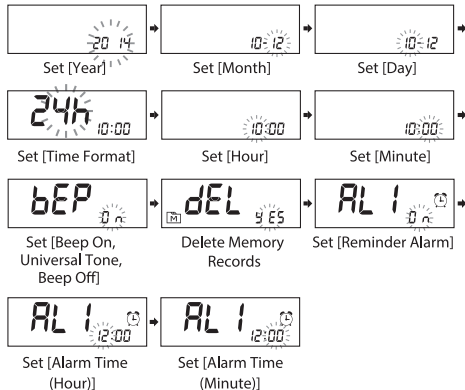 20 14
10-12
10-12
Set [Year]
Set [Month]
Set [Day]
24h
10:00
10:00
10:00
Set [Time Format]
Set [Hour]
Set [Minute]
bEP
On
M
dEL
yES
AL 1
On
Set [Beep On,
Universal Tone,
Beep Off]
Delete Memory
Records
Set [Reminder Alarm]
AL 1
12:00
AL 1
12:00
Set [Alarm Time
(Hour)]
Set [Alarm Time
(Minute)]